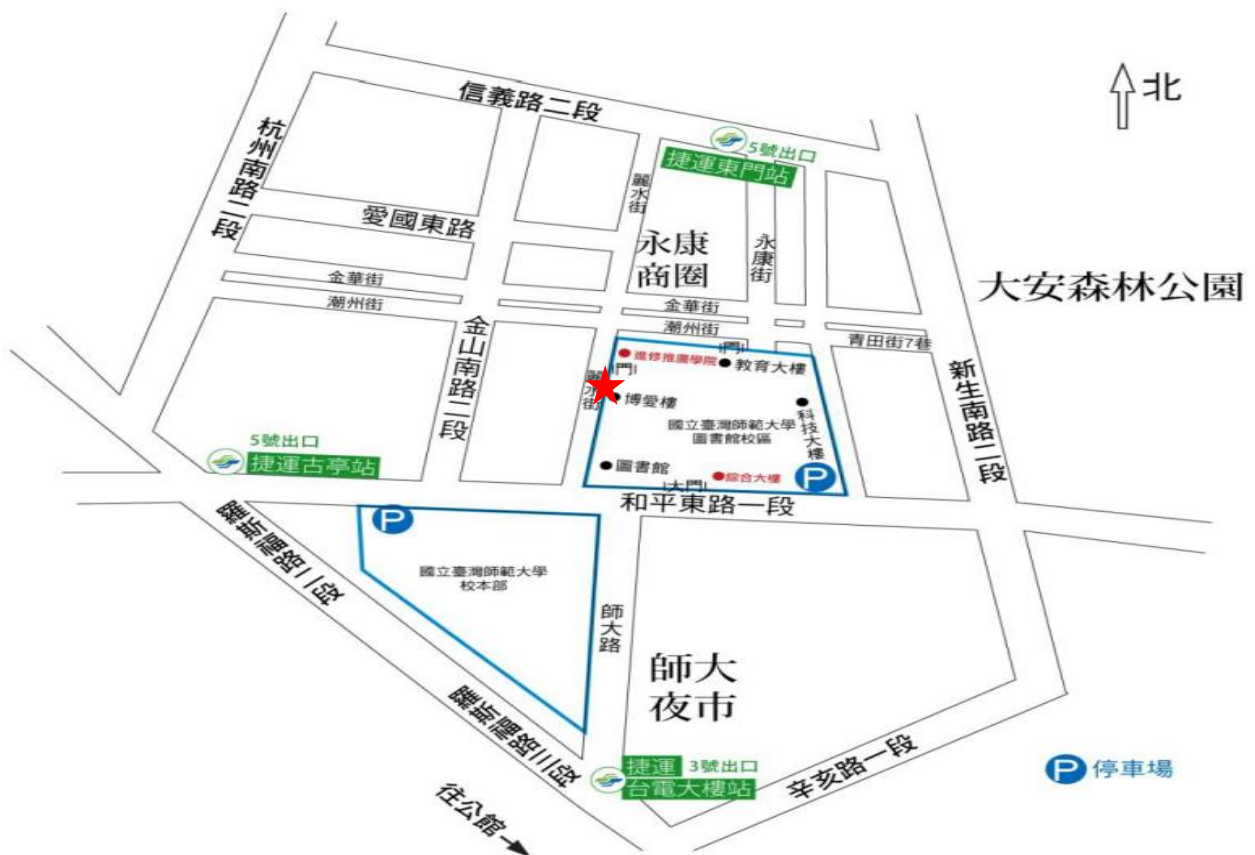 北
信義路二段
杭州南路二段
5號出口
捷運東門站
麗水街
愛國東路
永康
商圈
永康街
大安森林公園
金華街
金華街
潮州街
潮州街
青田街7巷
金山南路二段
門
進修推廣學院
教育大樓
門
新生南路二段
麗水街
博愛樓
科技大樓
國立臺灣師範大學
圖書館校區
5號出口
捷運古亭站
圖書館
綜合大樓
P
大門
和平東路一段
羅斯福路二段
P
國立臺灣師範大學
校本部
師大路
師大
夜市
羅斯福路三段
捷運 3號出口
台電大樓站
辛亥路一段
P 停車場
往公館